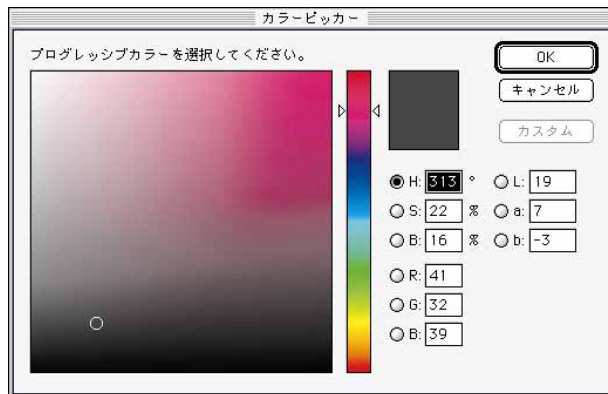 カラーピッカー
プログレッシブカラーを選択してください。
OK
キャンセル
カスタム
H: 313 °
L: 19
S: 22 %
a: 7
B: 16 %
b: -3
R: 41
G: 32
B: 39